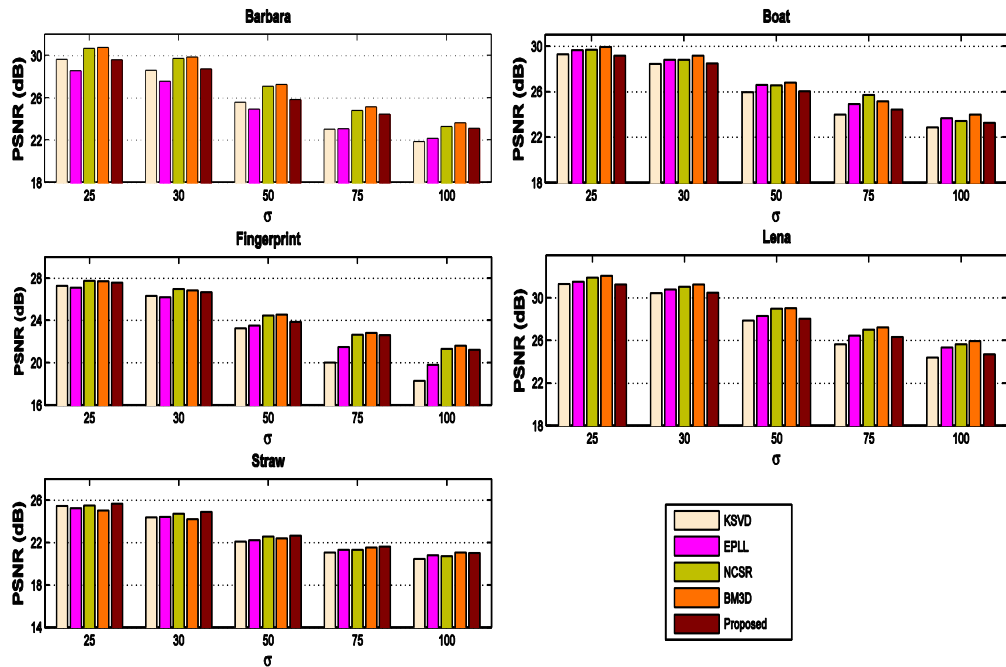 Barbara
PSNR (dB)
30
26
22
18
25 30 50 75 100
σ
Boat
PSNR (dB)
30
26
22
18
25 30 50 75 100
σ
Fingerprint
PSNR (dB)
28
24
20
16
25 30 50 75 100
σ
Lena
PSNR (dB)
30
26
22
18
25 30 50 75 100
σ
Straw
PSNR (dB)
26
22
18
14
25 30 50 75 100
σ
KSVD
EPLL
NCSR
BM3D
Proposed